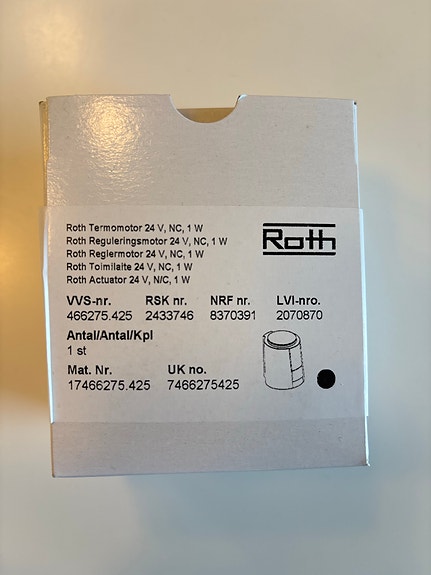 Roth Termomotor 24 V, NC, 1 W
Roth Reguleringsmotor 24 V, NC, 1 W
Roth Reglermotor 24 V, NC, 1 W
Roth Toimilaite 24 V, NC, 1 W
Roth Actuator 24 V, N/C, 1 W
Roth
VVS-nr. RSK nr. NRF nr. LVI-nro.
466275.425 2433746 8370391 2070870
Antal/Antal/Kpl
1 st
Mat. Nr. UK no.
17466275.425 7466275425